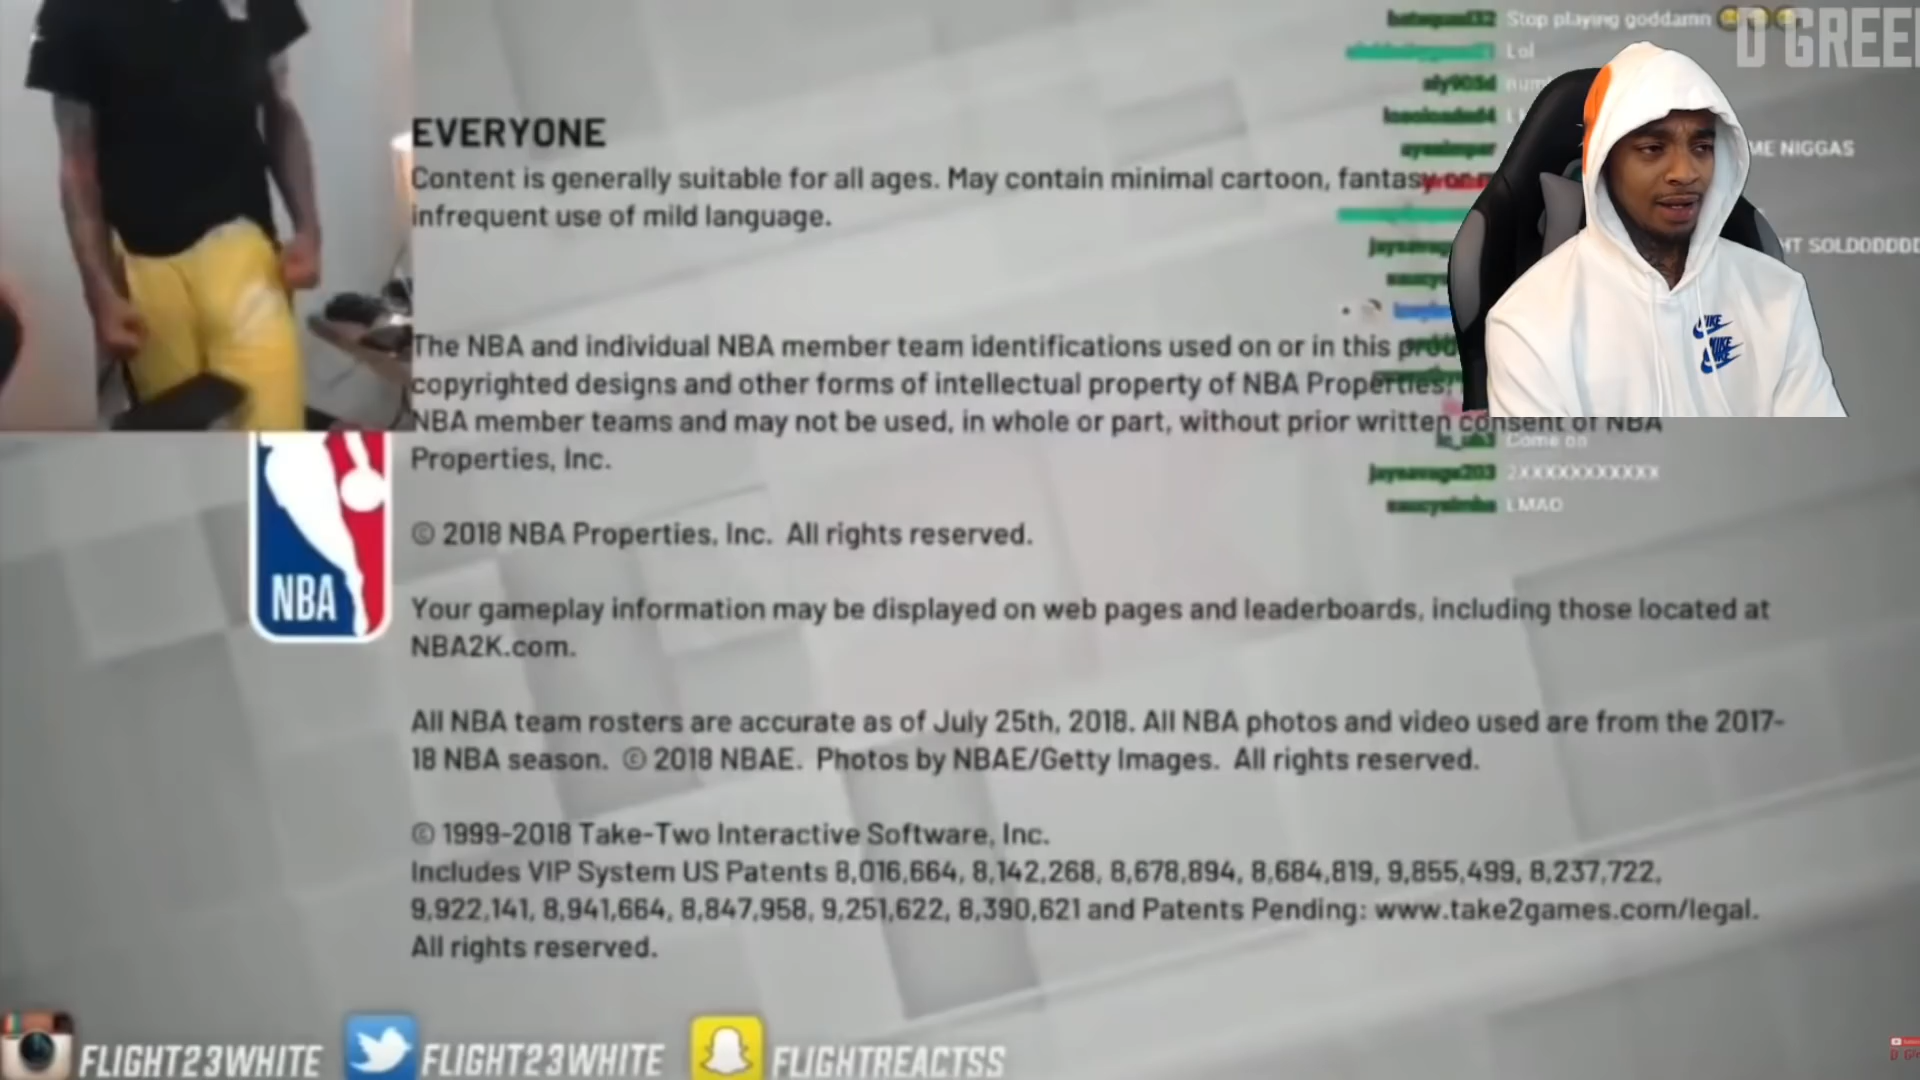 Stop playing goddamn
D GREE
Lol
EVERYONE
ME NIGGAS
Content is generally suitable for all ages. May contain minimal cartoon, fantasy or
infrequent use of mild language.
HT SOLDDDDDD
The NBA and individual NBA member team identifications used on or in this
copyrighted designs and other forms of intellectual property of NBA Properties,
NBA member teams and may not be used, in whole or part, without prior written consent of NBA
Come on
Properties, Inc.
jaysavage203 2XXXXXXXXXXX
LMAO
© 2018 NBA Properties, Inc. All rights reserved.
NBA
Your gameplay information may be displayed on web pages and leaderboards, including those located at
NBA2K.com.
All NBA team rosters are accurate as of July 25th, 2018. All NBA photos and video used are from the 2017-
18 NBA season. © 2018 NBAE. Photos by NBAE/Getty Images. All rights reserved.
© 1999-2018 Take-Two Interactive Software, Inc.
Includes VIP System US Patents 8,016,664, 8,142,268, 8,678,894, 8,684,819, 9,855,499, 8,237,722,
9,922,141, 8,941,664, 8,847,958, 9,251,622, 8,390,621 and Patents Pending: www.take2games.com/legal.
All rights reserved.
FLIGHT23WHITE FLIGHT23WHITE FLIGHTREACTSS